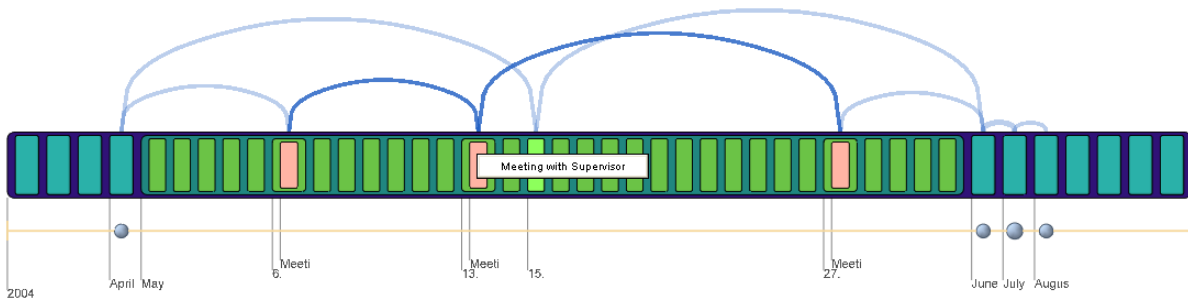 Meeting with Supervisor
Meeti
Meeti
Meeti
6.
13.
15.
27.
April
May
June
July
Augus
2004